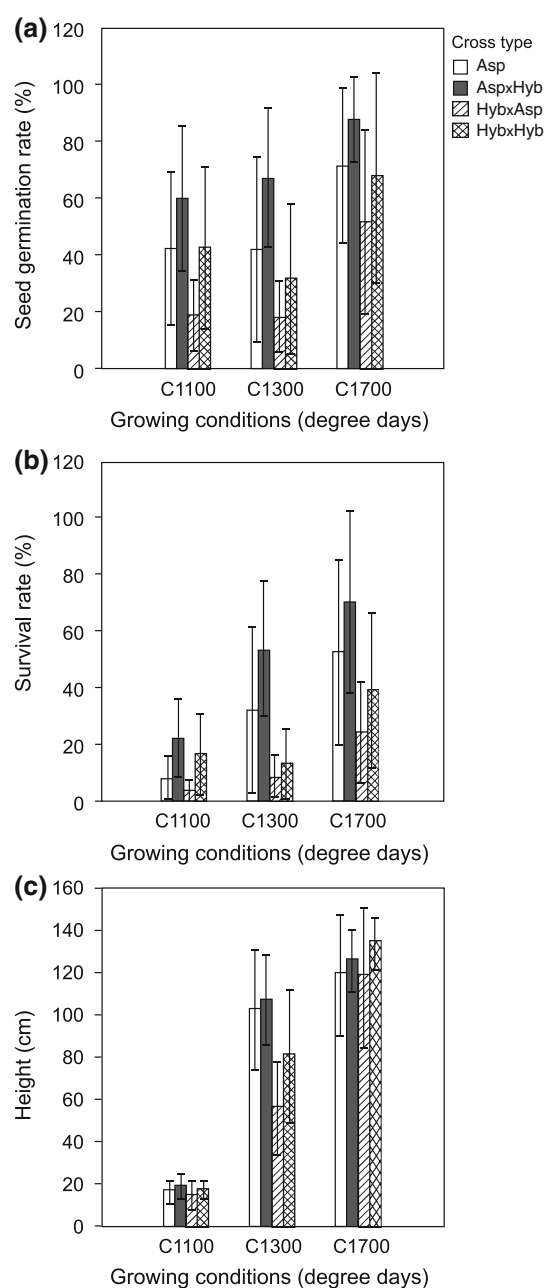 (a)
120
100
80
60
40
20
0
Seed germination rate (%)
C1100 C1300 C1700
Growing conditions (degree days)
Cross type
Asp
AspxHyb
HybxAsp
HybxHyb
(b)
120
100
80
60
40
20
0
Survival rate (%)
C1100 C1300 C1700
Growing conditions (degree days)
(c)
160
140
120
100
80
60
40
20
0
Height (cm)
C1100 C1300 C1700
Growing conditions (degree days)